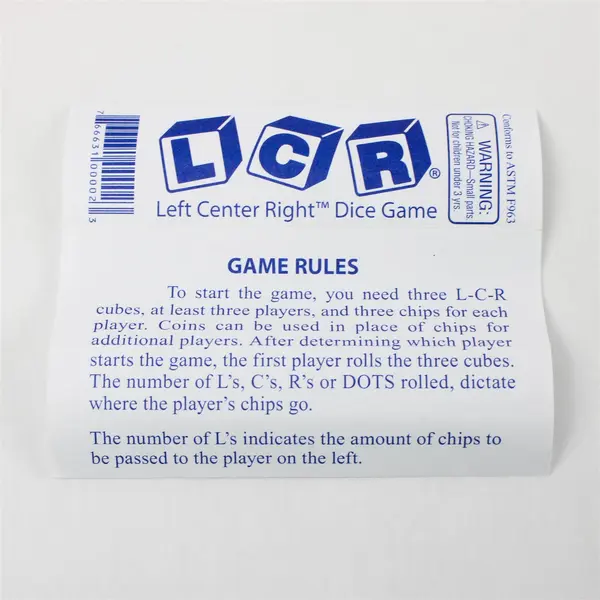 L C R®
Left Center Right™ Dice Game
7 66631 00002 3
⚠ WARNING:
CHOKING HAZARD—Small parts.
Not for children under 3 yrs.
Conforms to ASTM F963
GAME RULES
To start the game, you need three L-C-R
cubes, at least three players, and three chips for each
player. Coins can be used in place of chips for
additional players. After determining which player
starts the game, the first player rolls the three cubes.
The number of L's, C's, R's or DOTS rolled, dictate
where the player's chips go.
The number of L's indicates the amount of chips to
be passed to the player on the left.